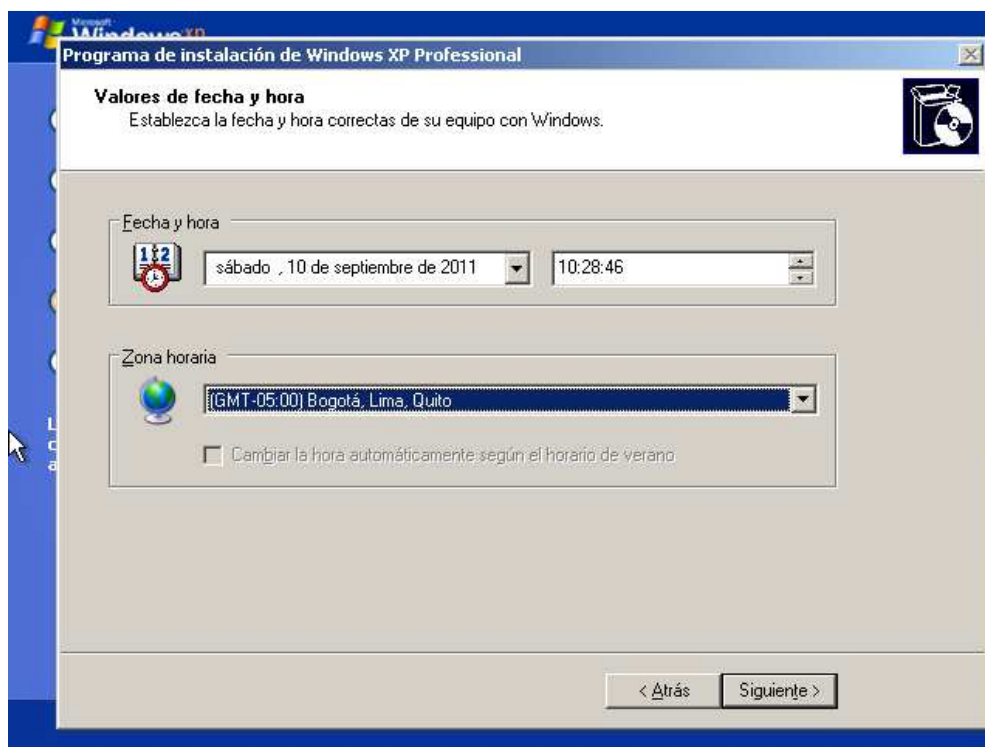 Microsoft
Windows xp
Programa de instalación de Windows XP Professional
Valores de fecha y hora
Establezca la fecha y hora correctas de su equipo con Windows.
Fecha y hora
sábado , 10 de septiembre de 2011
10:28:46
Zona horaria
(GMT-05:00) Bogotá, Lima, Quito
Cambiar la hora automáticamente según el horario de verano
< Atrás
Siguiente >